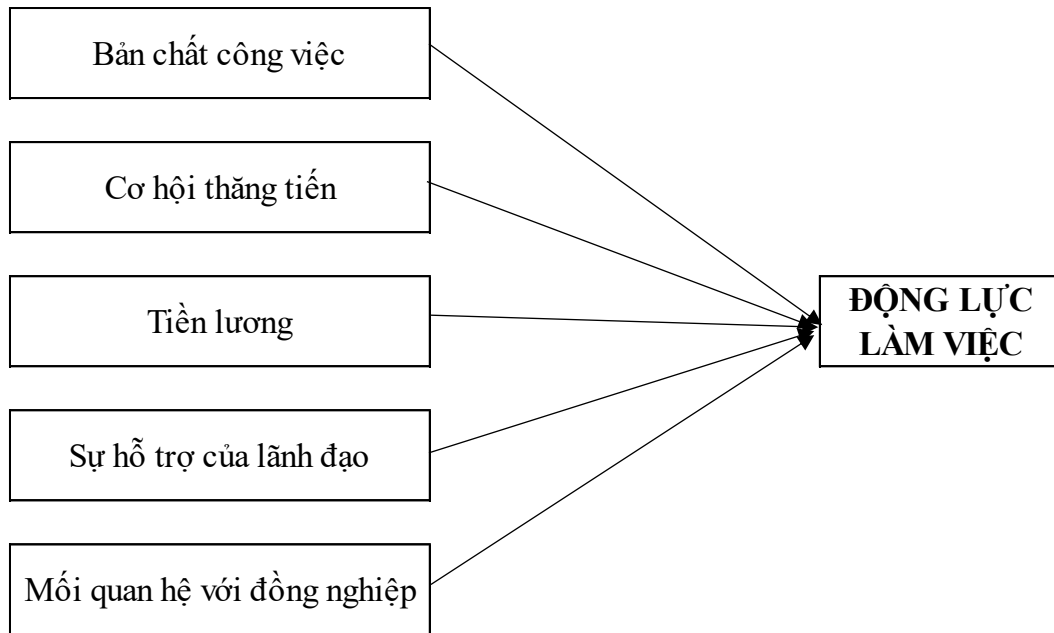 Bản chất công việc
Cơ hội thăng tiến
Tiền lương
Sự hỗ trợ của lãnh đạo
Mối quan hệ với đồng nghiệp
ĐỘNG LỰC
LÀM VIỆC